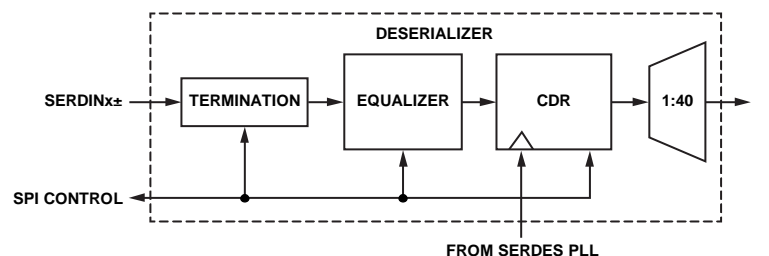 DESERIALIZER
SERDINx±
TERMINATION
EQUALIZER
CDR
1:40
SPI CONTROL
FROM SERDES PLL